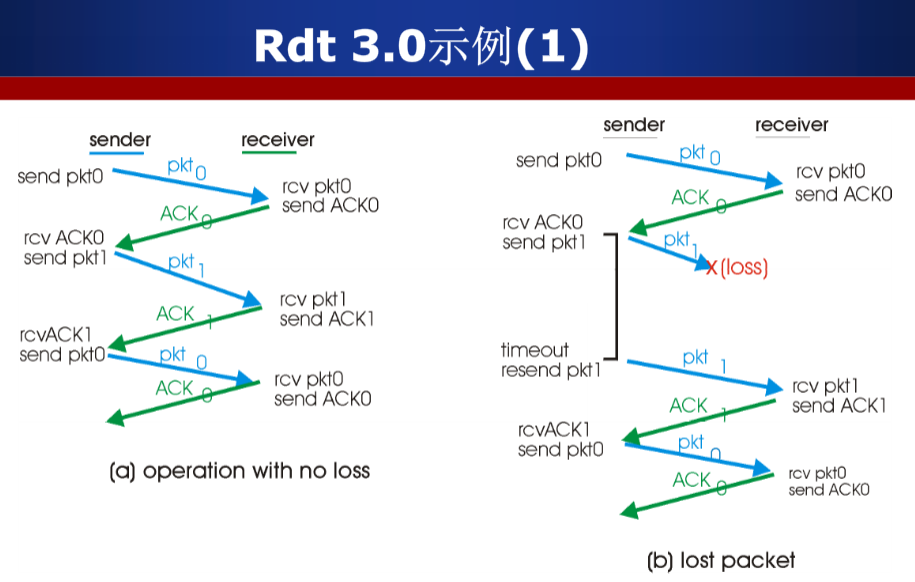 Rdt 3.0示例(1)
sender
receiver
send pkt0
pkt 0
rcv pkt0
send ACK0
ACK 0
rcv ACK0
send pkt1
pkt 1
rcv pkt1
send ACK1
ACK 1
rcvACK1
send pkt0
pkt 0
rcv pkt0
send ACK0
ACK 0
(a) operation with no loss
sender
receiver
send pkt0
pkt 0
rcv pkt0
send ACK0
ACK 0
rcv ACK0
send pkt1
pkt 1
X(loss)
timeout
resend pkt1
pkt 1
rcv pkt1
send ACK1
ACK 1
rcvACK1
send pkt0
pkt 0
rcv pkt0
send ACK0
ACK 0
(b) lost packet